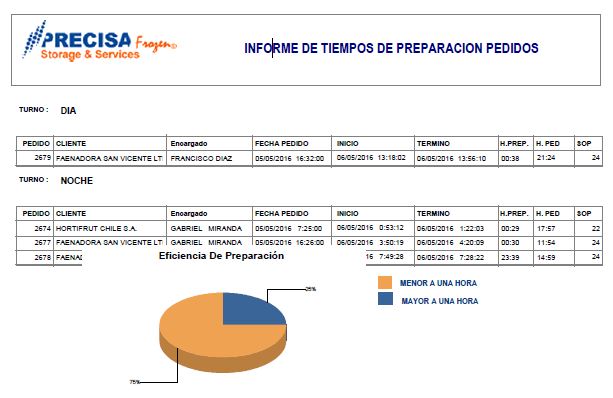 PRECISA Frozen
Storage & Services
INFORME DE TIEMPOS DE PREPARACION PEDIDOS
TURNO : DIA
PEDIDO CLIENTE Encargado FECHA PEDIDO INICIO TERMINO H.PREP. H. PED SOP
2679 FAENADORA SAN VICENTE LT FRANCISCO DIAZ 05/05/2016 16:32:00 06/05/2016 13:18:02 06/05/2016 13:56:10 00:38 21:24 24
TURNO : NOCHE
PEDIDO CLIENTE Encargado FECHA PEDIDO INICIO TERMINO H.PREP. H. PED SOP
2674 HORTIFRUT CHILE S.A. GABRIEL MIRANDA 05/05/2016 7:25:00 06/05/2016 0:53:12 06/05/2016 1:22:03 00:29 17:57 22
2677 FAENADORA SAN VICENTE LT GABRIEL MIRANDA 05/05/2016 16:26:00 06/05/2016 3:50:19 06/05/2016 4:20:09 00:30 11:54 24
2678 FAENAD 16 7:49:28 06/05/2016 7:28:22 23:39 14:59 24
Eficiencia De Preparación
MENOR A UNA HORA
MAYOR A UNA HORA
25%
75%